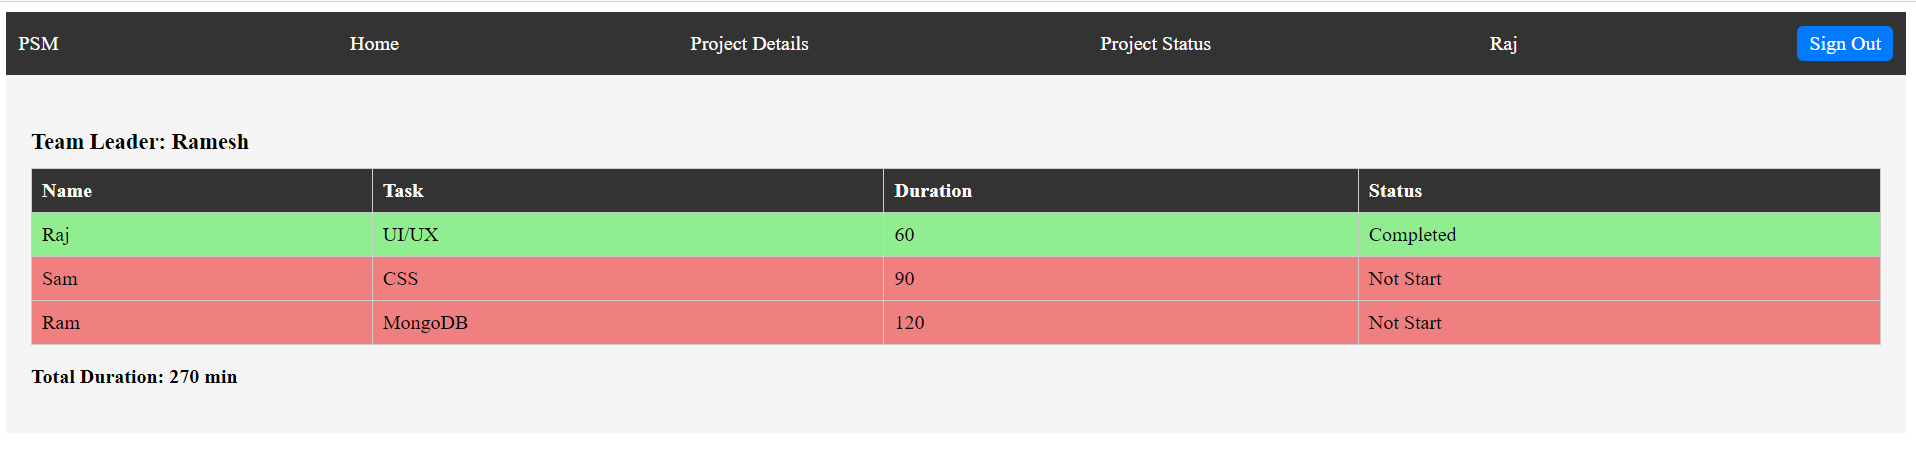 PSM Home Project Details Project Status Raj Sign Out
Team Leader: Ramesh
Name Task Duration Status
Raj UI/UX 60 Completed
Sam CSS 90 Not Start
Ram MongoDB 120 Not Start
Total Duration: 270 min